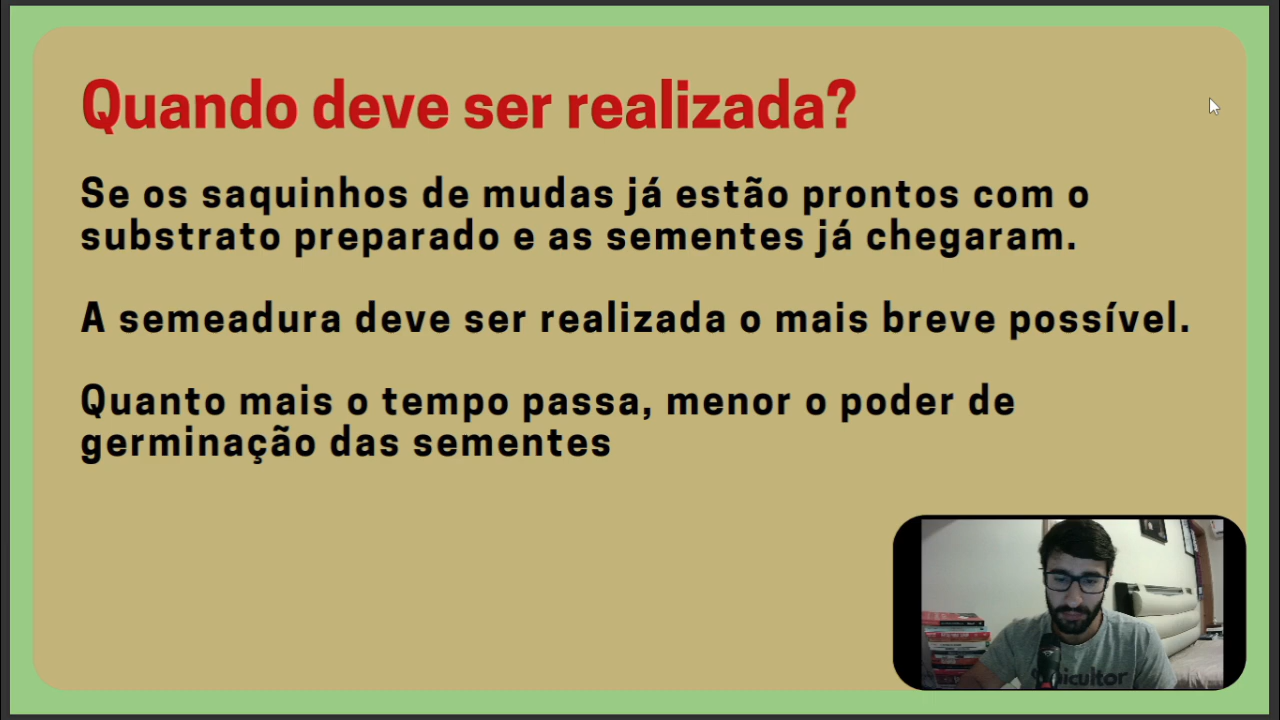 Quando deve ser realizada?
Se os saquinhos de mudas já estão prontos com o
substrato preparado e as sementes já chegaram.
A semeadura deve ser realizada o mais breve possível.
Quanto mais o tempo passa, menor o poder de
germinação das sementes